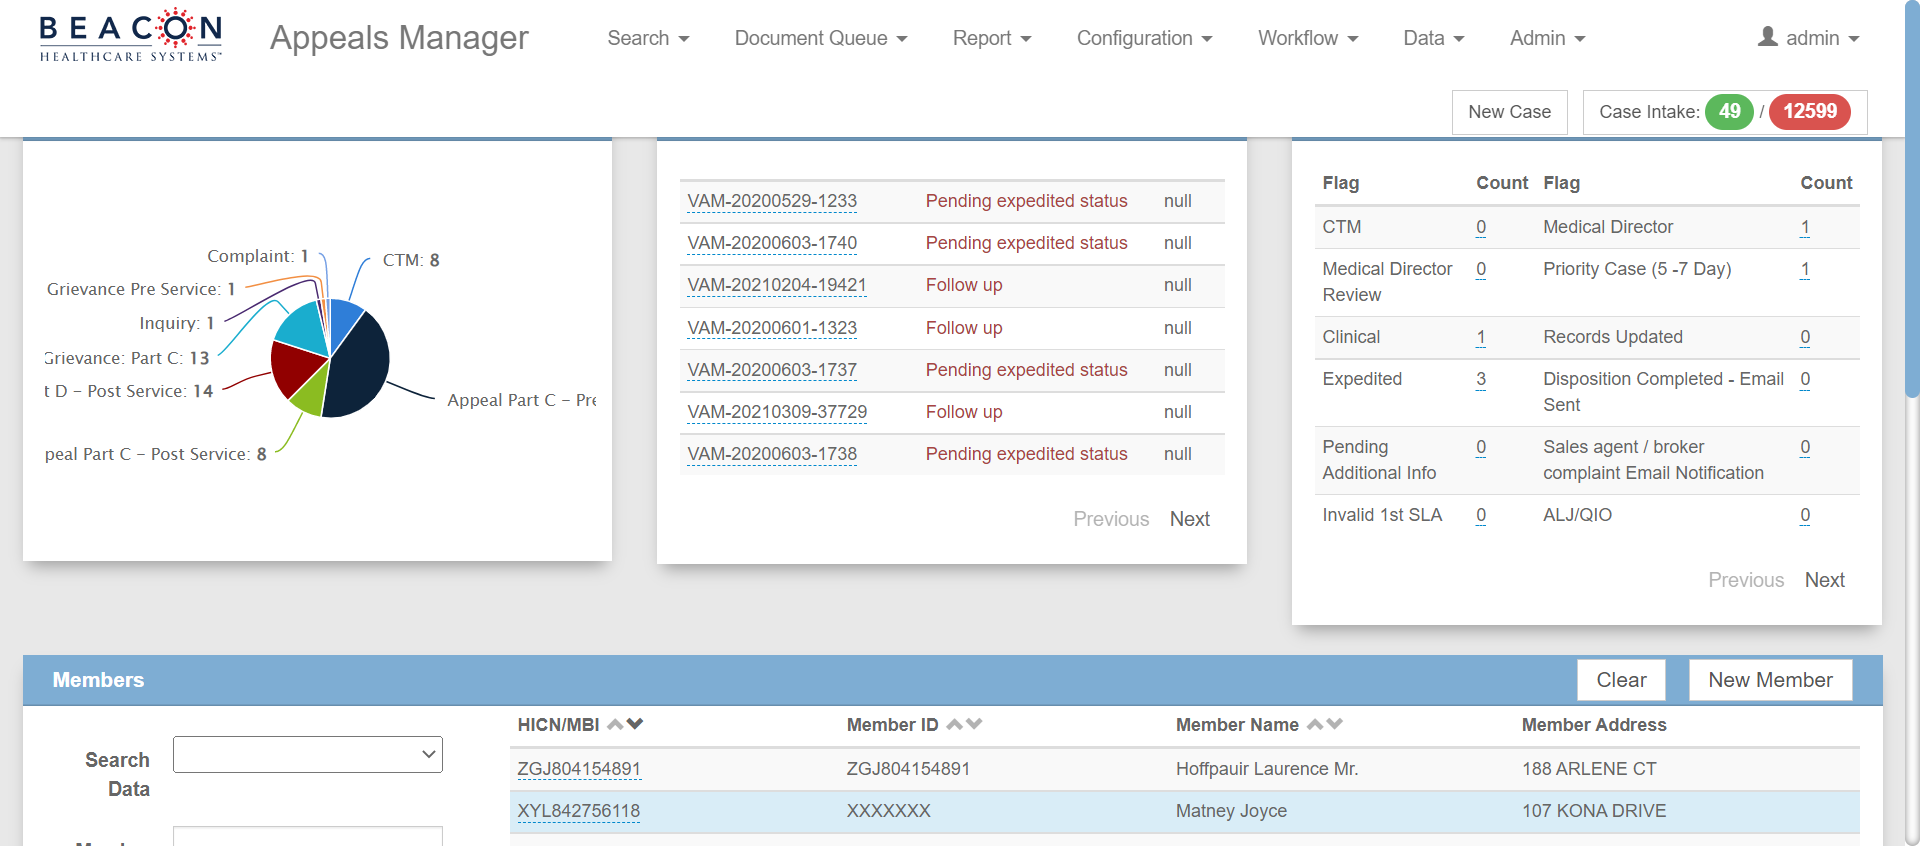 BEACON
HEALTHCARE SYSTEMS
Appeals Manager
Search
Document Queue
Report
Configuration
Workflow
Data
Admin
admin
New Case
Case Intake: 49 / 12599
Complaint: 1
CTM: 8
Grievance Pre Service: 1
Inquiry: 1
Grievance: Part C: 13
t D – Post Service: 14
Appeal Part C – Pre
peal Part C – Post Service: 8
VAM-20200529-1233 Pending expedited status null
VAM-20200603-1740 Pending expedited status null
VAM-20210204-19421 Follow up null
VAM-20200601-1323 Follow up null
VAM-20200603-1737 Pending expedited status null
VAM-20210309-37729 Follow up null
VAM-20200603-1738 Pending expedited status null
Previous Next
Flag Count Flag Count
CTM 0 Medical Director 1
Medical Director 0 Priority Case (5 -7 Day) 1
Review
Clinical 1 Records Updated 0
Expedited 3 Disposition Completed - Email 0
Sent
Pending 0 Sales agent / broker 0
Additional Info complaint Email Notification
Invalid 1st SLA 0 ALJ/QIO 0
Previous Next
Members
Clear
New Member
Search
Data
HICN/MBI Member ID Member Name Member Address
ZGJ804154891 ZGJ804154891 Hoffpauir Laurence Mr. 188 ARLENE CT
XYL842756118 XXXXXXX Matney Joyce 107 KONA DRIVE